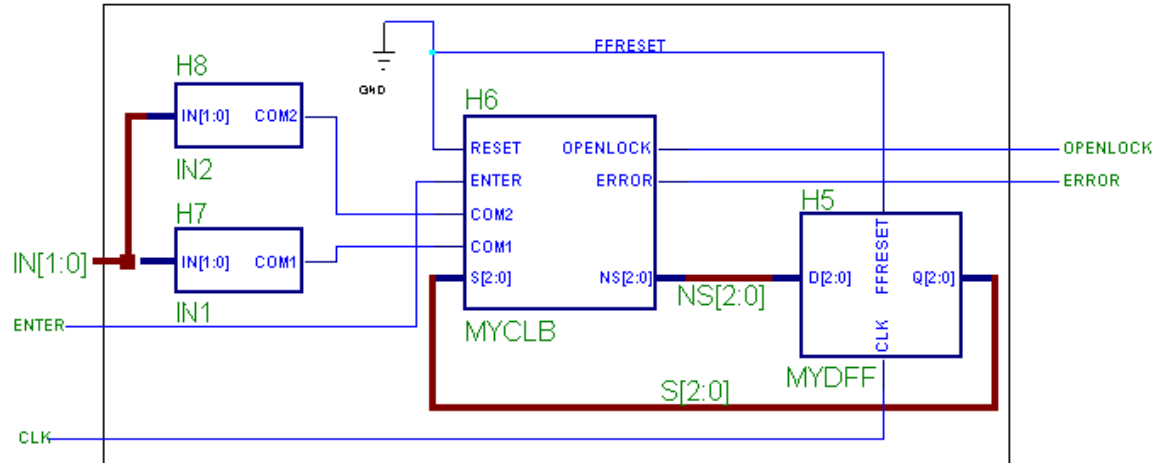 FFRESET
GND
H8
IN[1:0] COM2
IN2
H7
IN[1:0] COM1
IN1
IN[1:0]
ENTER
CLK
H6
RESET OPENLOCK
ENTER ERROR
COM2
COM1
S[2:0] NS[2:0]
MYCLB
NS[2:0]
H5
D[2:0] FFRESET Q[2:0]
CLK
MYDFF
S[2:0]
OPENLOCK
ERROR